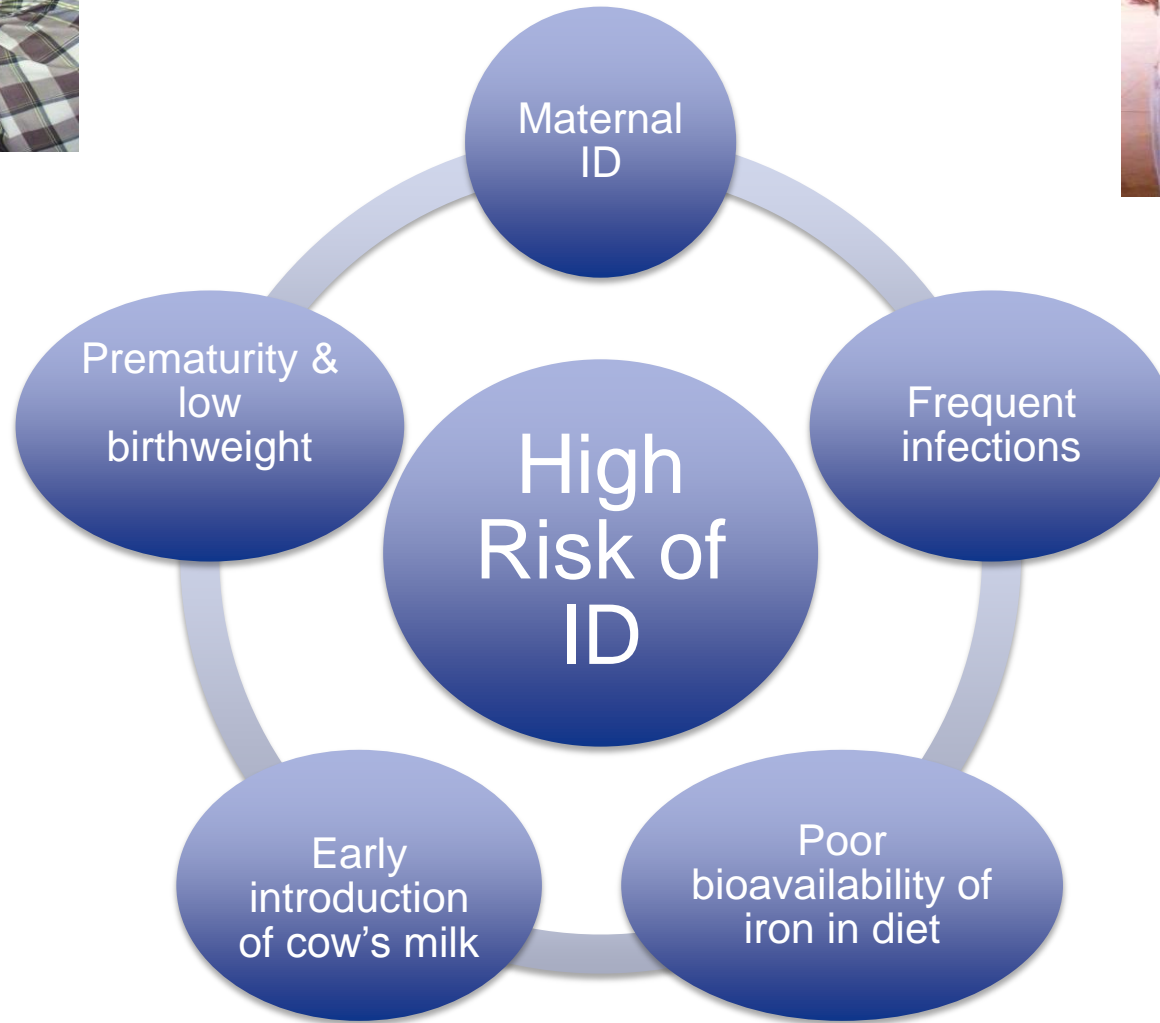 Maternal
ID
Prematurity &
low
birthweight
Frequent
infections
High
Risk of
ID
Early
introduction
of cow's milk
Poor
bioavailability of
iron in diet